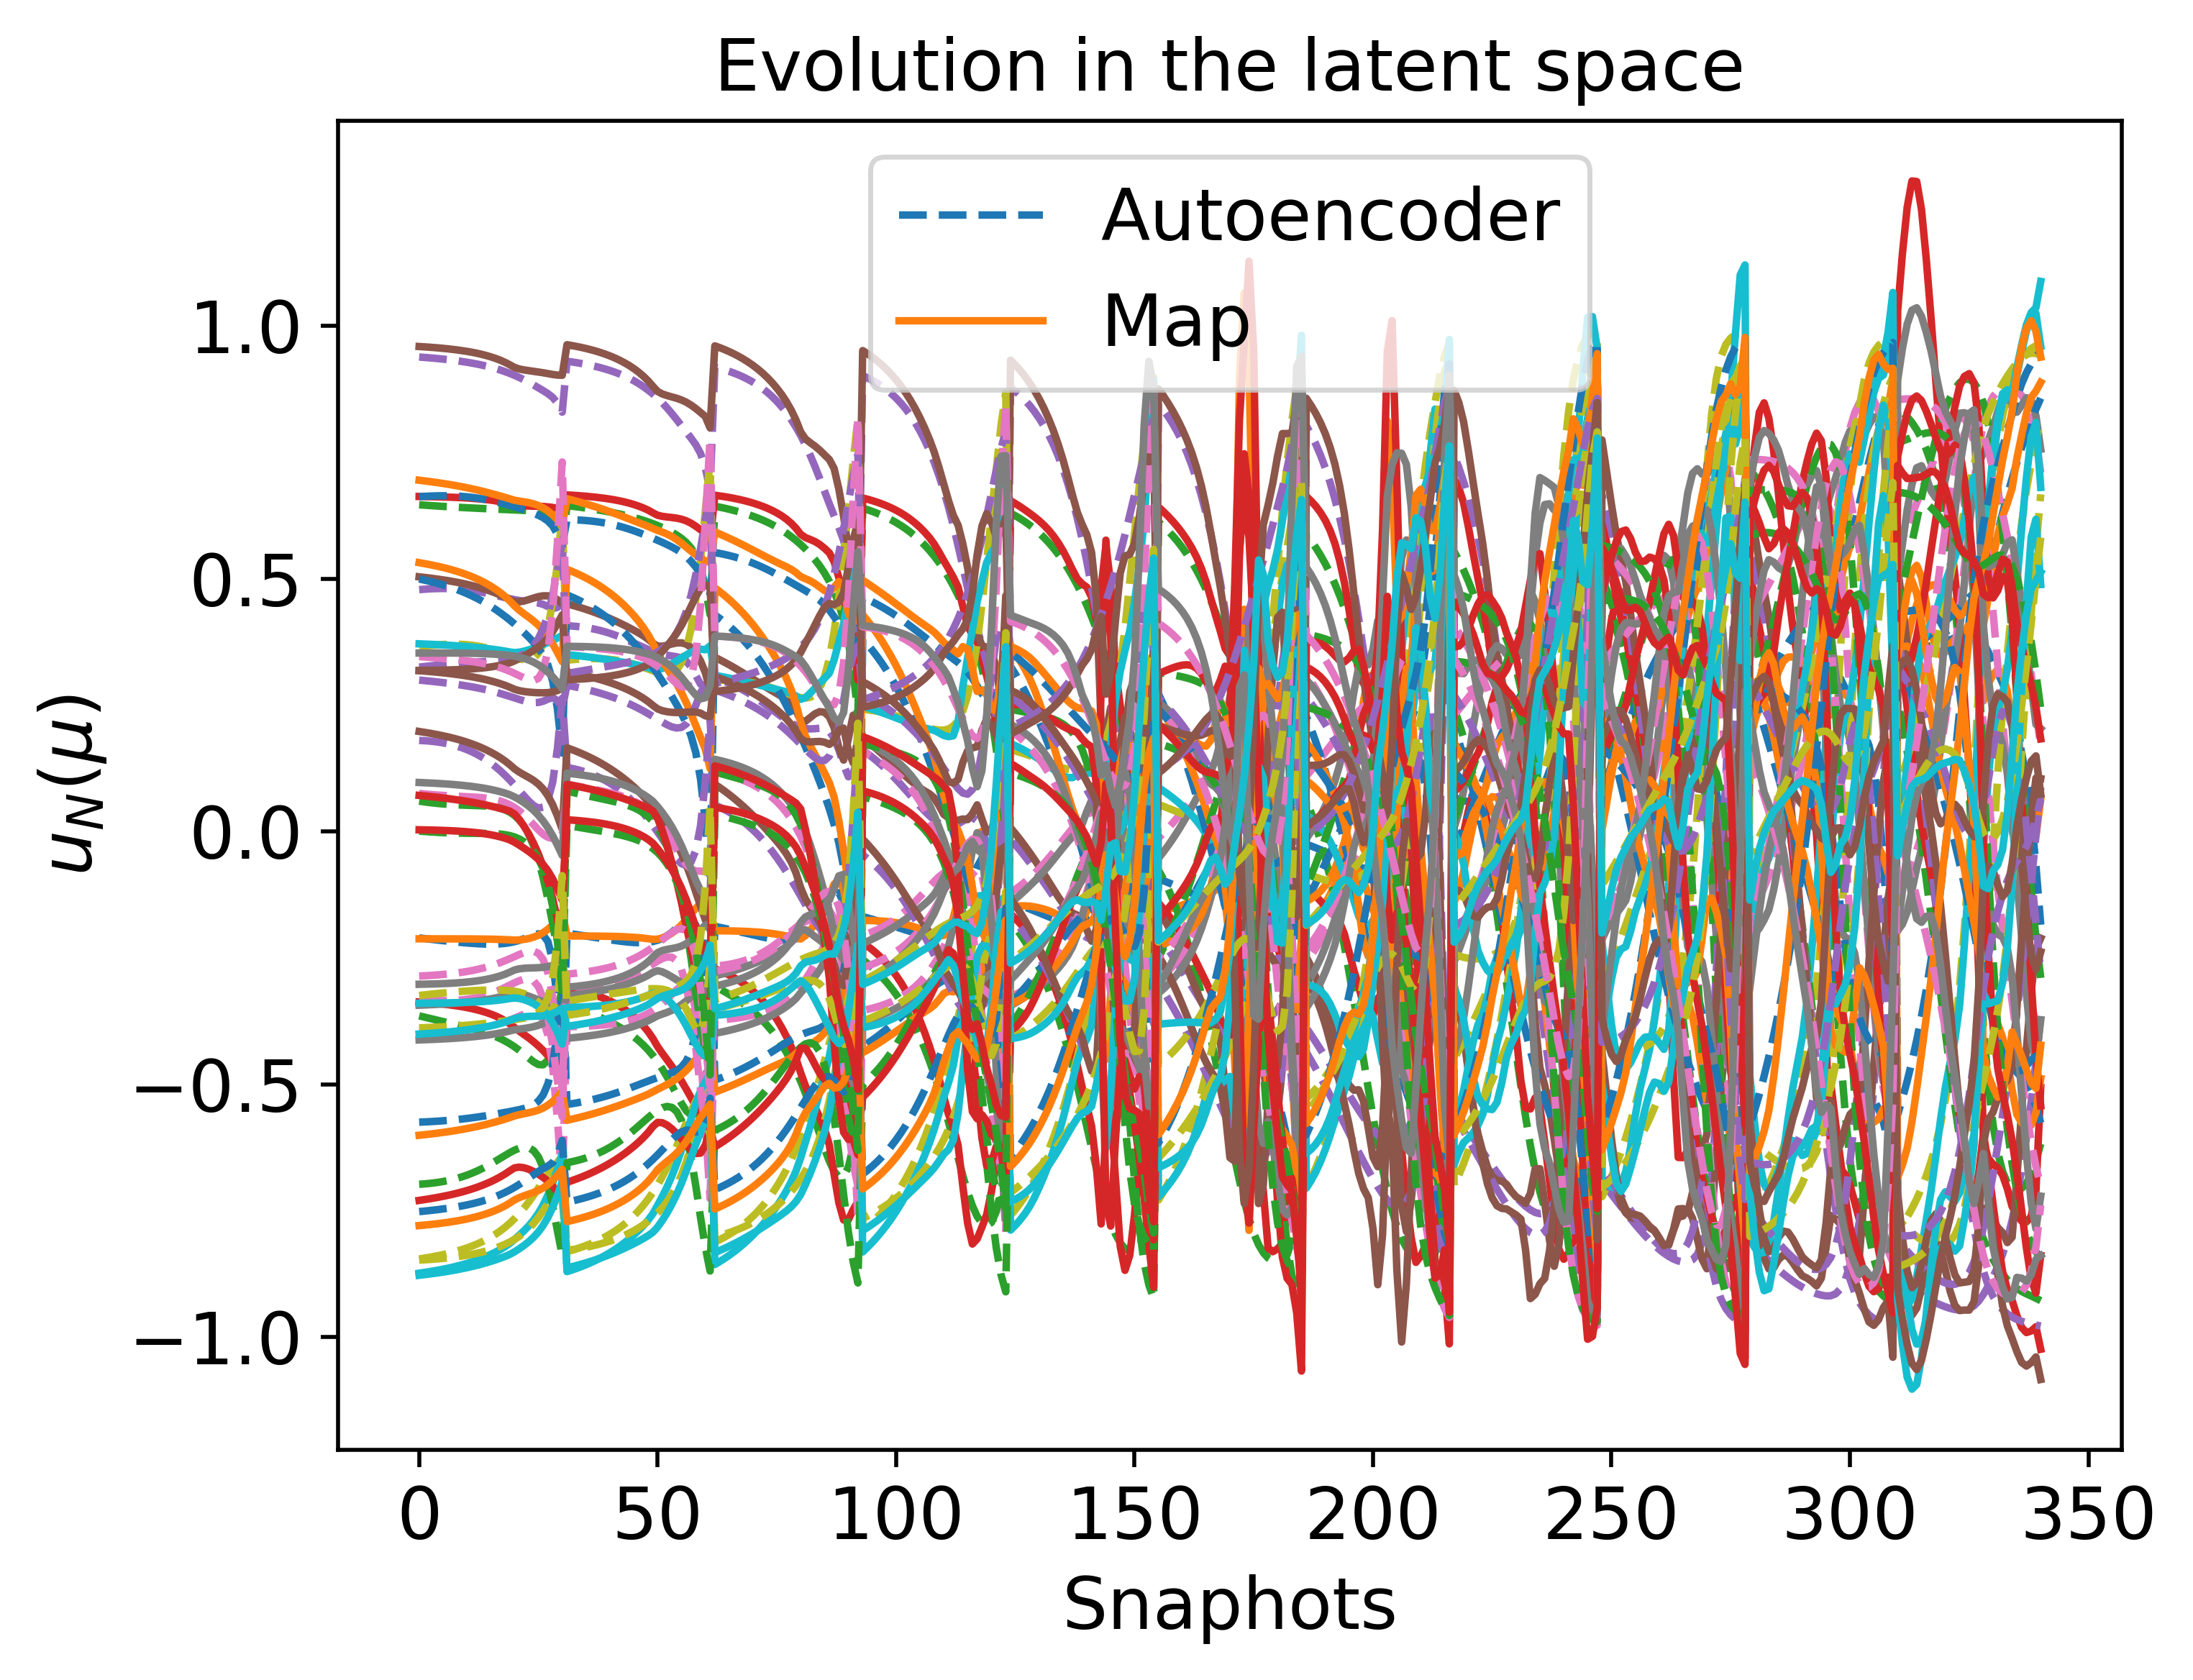 Evolution in the latent space
Autoencoder
Map
1.0
0.5
0.0
−0.5
−1.0
u_N(μ)
0 50 100 150 200 250 300 350
Snaphots